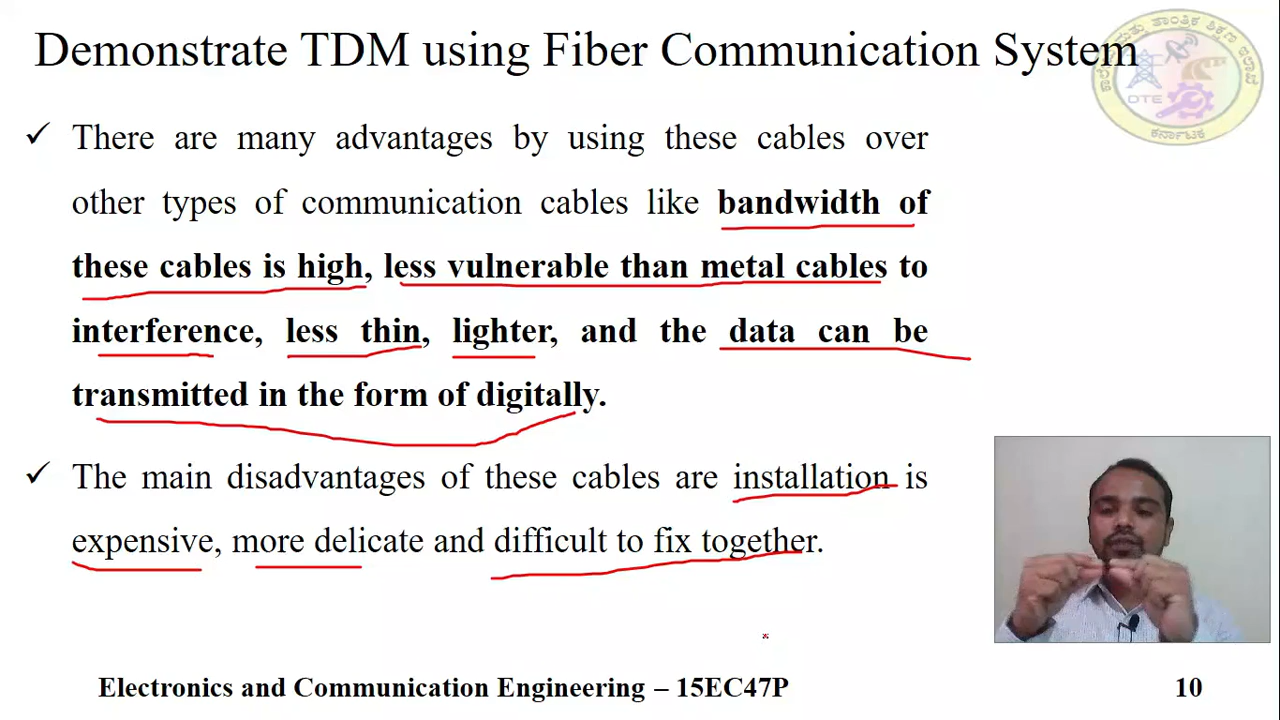 Demonstrate TDM using Fiber Communication System
DTE
ಕರ್ನಾಟಕ
✓ There are many advantages by using these cables over
other types of communication cables like bandwidth of
these cables is high, less vulnerable than metal cables to
interference, less thin, lighter, and the data can be
transmitted in the form of digitally.
✓ The main disadvantages of these cables are installation is
expensive, more delicate and difficult to fix together.
Electronics and Communication Engineering – 15EC47P
10